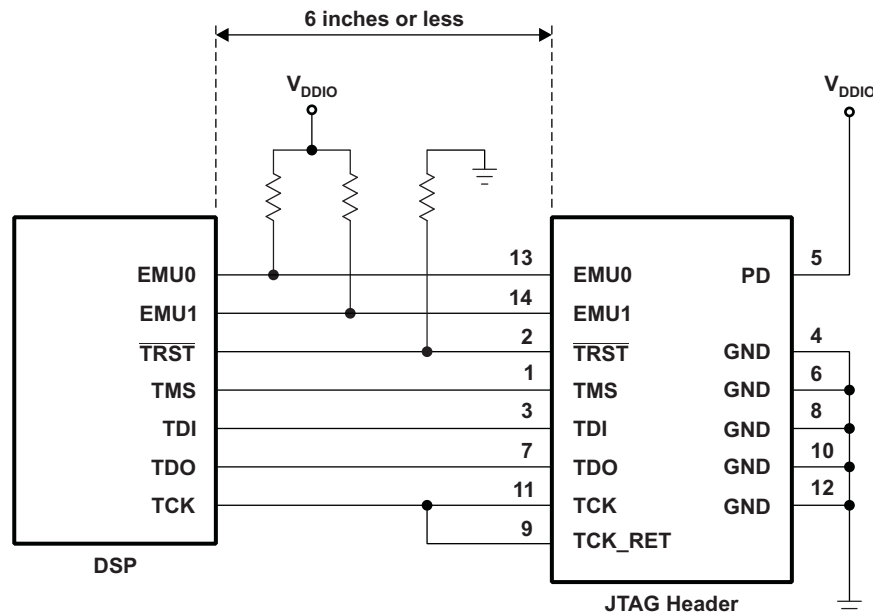 6 inches or less
VDDIO
VDDIO
EMU0 13 EMU0 PD 5
EMU1 14 EMU1
TRST 2 TRST GND 4
TMS 1 TMS GND 6
TDI 3 TDI GND 8
TDO 7 TDO GND 10
TCK 11 TCK GND 12
9 TCK_RET
DSP
JTAG Header